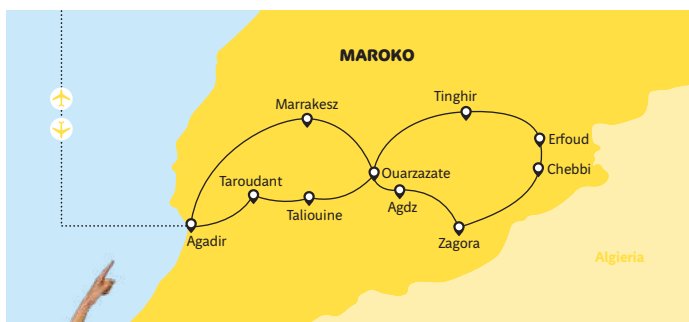 MAROKO
Tinghir
Marrakesz
Erfoud
Chebbi
Ouarzazate
Taroudant
Agdz
Taliouine
Agadir
Zagora
Algieria